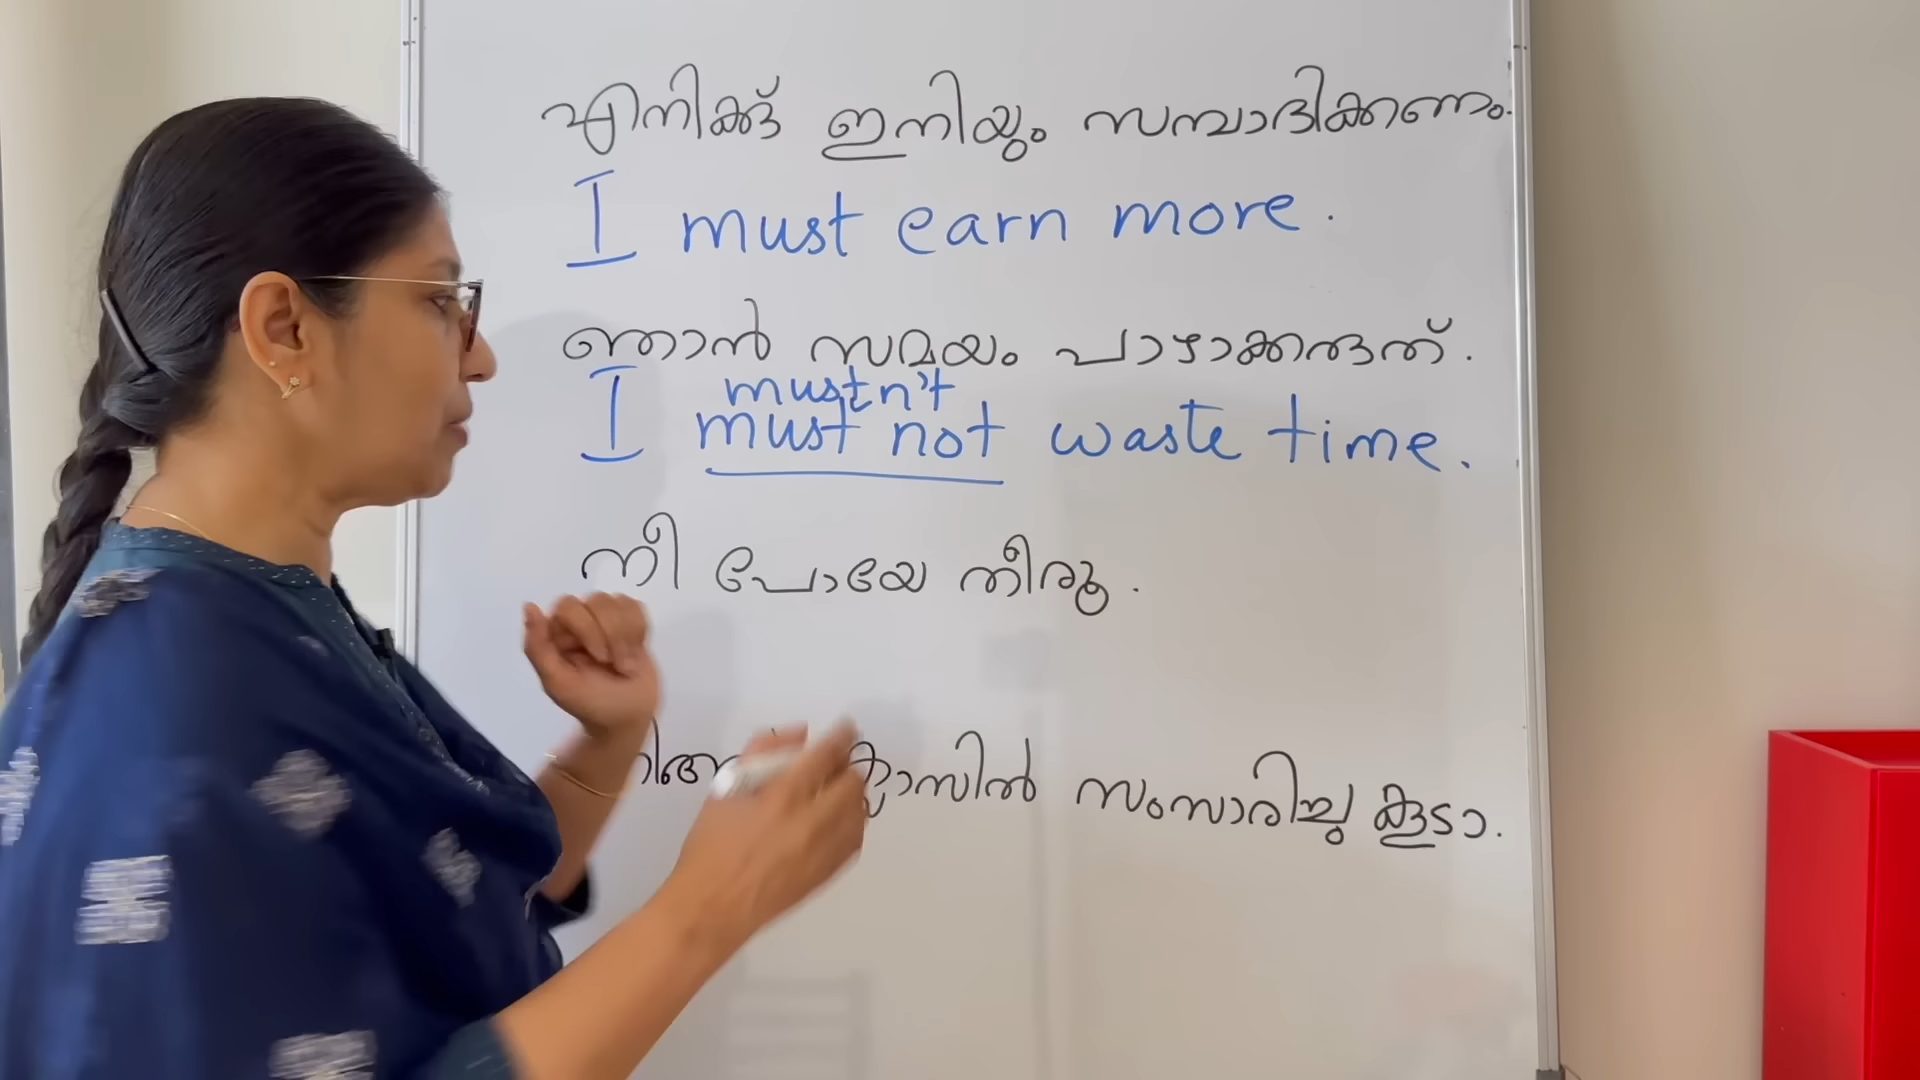 എനിക്ക് ഇനിയും സമ്പാദിക്കണം.
I must earn more.
ഞാൻ സമയം പാഴാക്കരുത്.
mustn't
I must not waste time.
നീ പോയേ തീരൂ.
സംസാരിച്ചു കൂടാ.